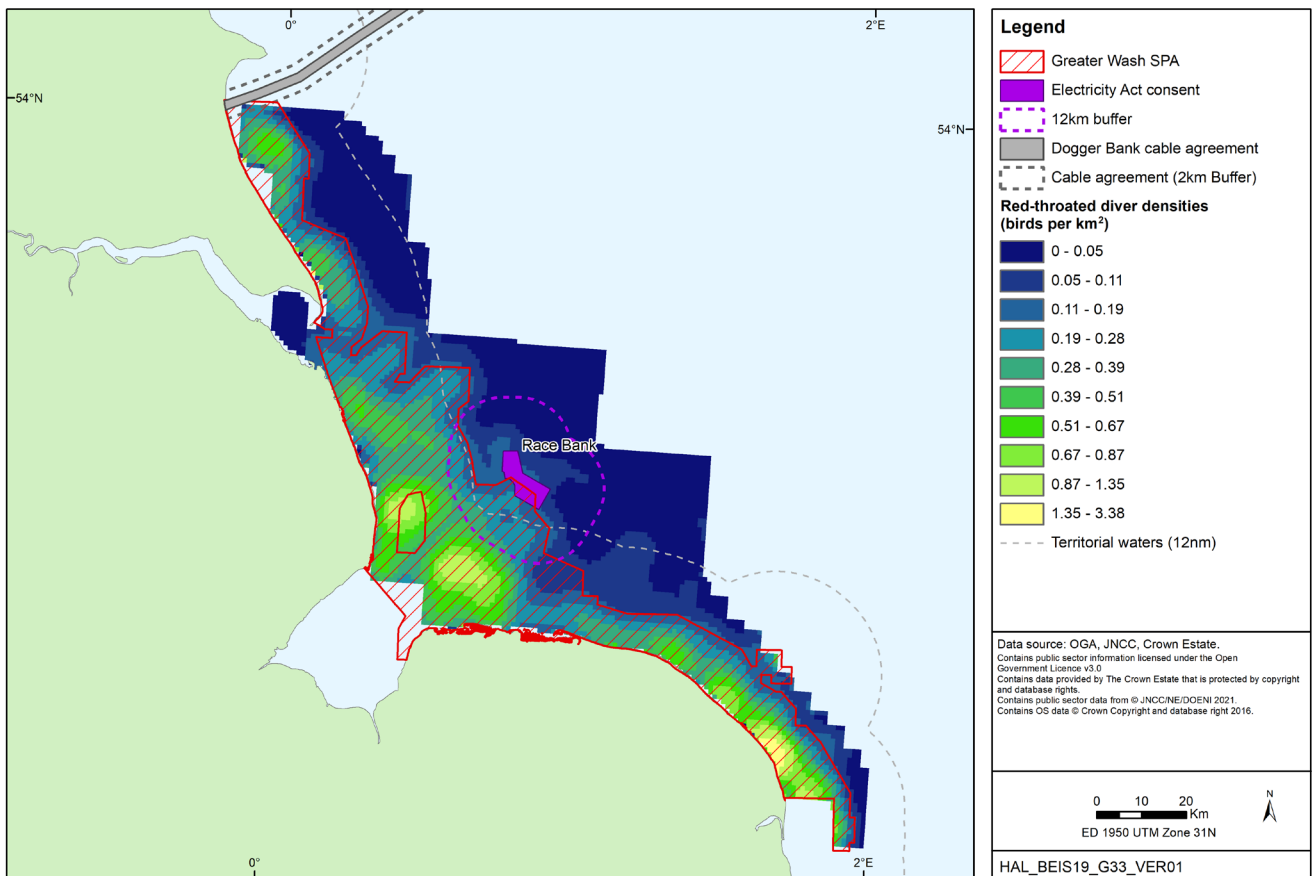 0°
2°E
54°N
54°N
Race Bank
0°
2°E
Legend
Greater Wash SPA
Electricity Act consent
12km buffer
Dogger Bank cable agreement
Cable agreement (2km Buffer)
Red-throated diver densities
(birds per km²)
0 - 0.05
0.05 - 0.11
0.11 - 0.19
0.19 - 0.28
0.28 - 0.39
0.39 - 0.51
0.51 - 0.67
0.67 - 0.87
0.87 - 1.35
1.35 - 3.38
Territorial waters (12nm)
Data source: OGA, JNCC, Crown Estate.
Contains public sector information licensed under the Open
Government Licence v3.0
Contains data provided by The Crown Estate that is protected by copyright
and database rights.
Contains public sector data from © JNCC/NE/DOENI 2021.
Contains OS data © Crown Copyright and database right 2016.
0 10 20
Km
N
ED 1950 UTM Zone 31N
HAL_BEIS19_G33_VER01